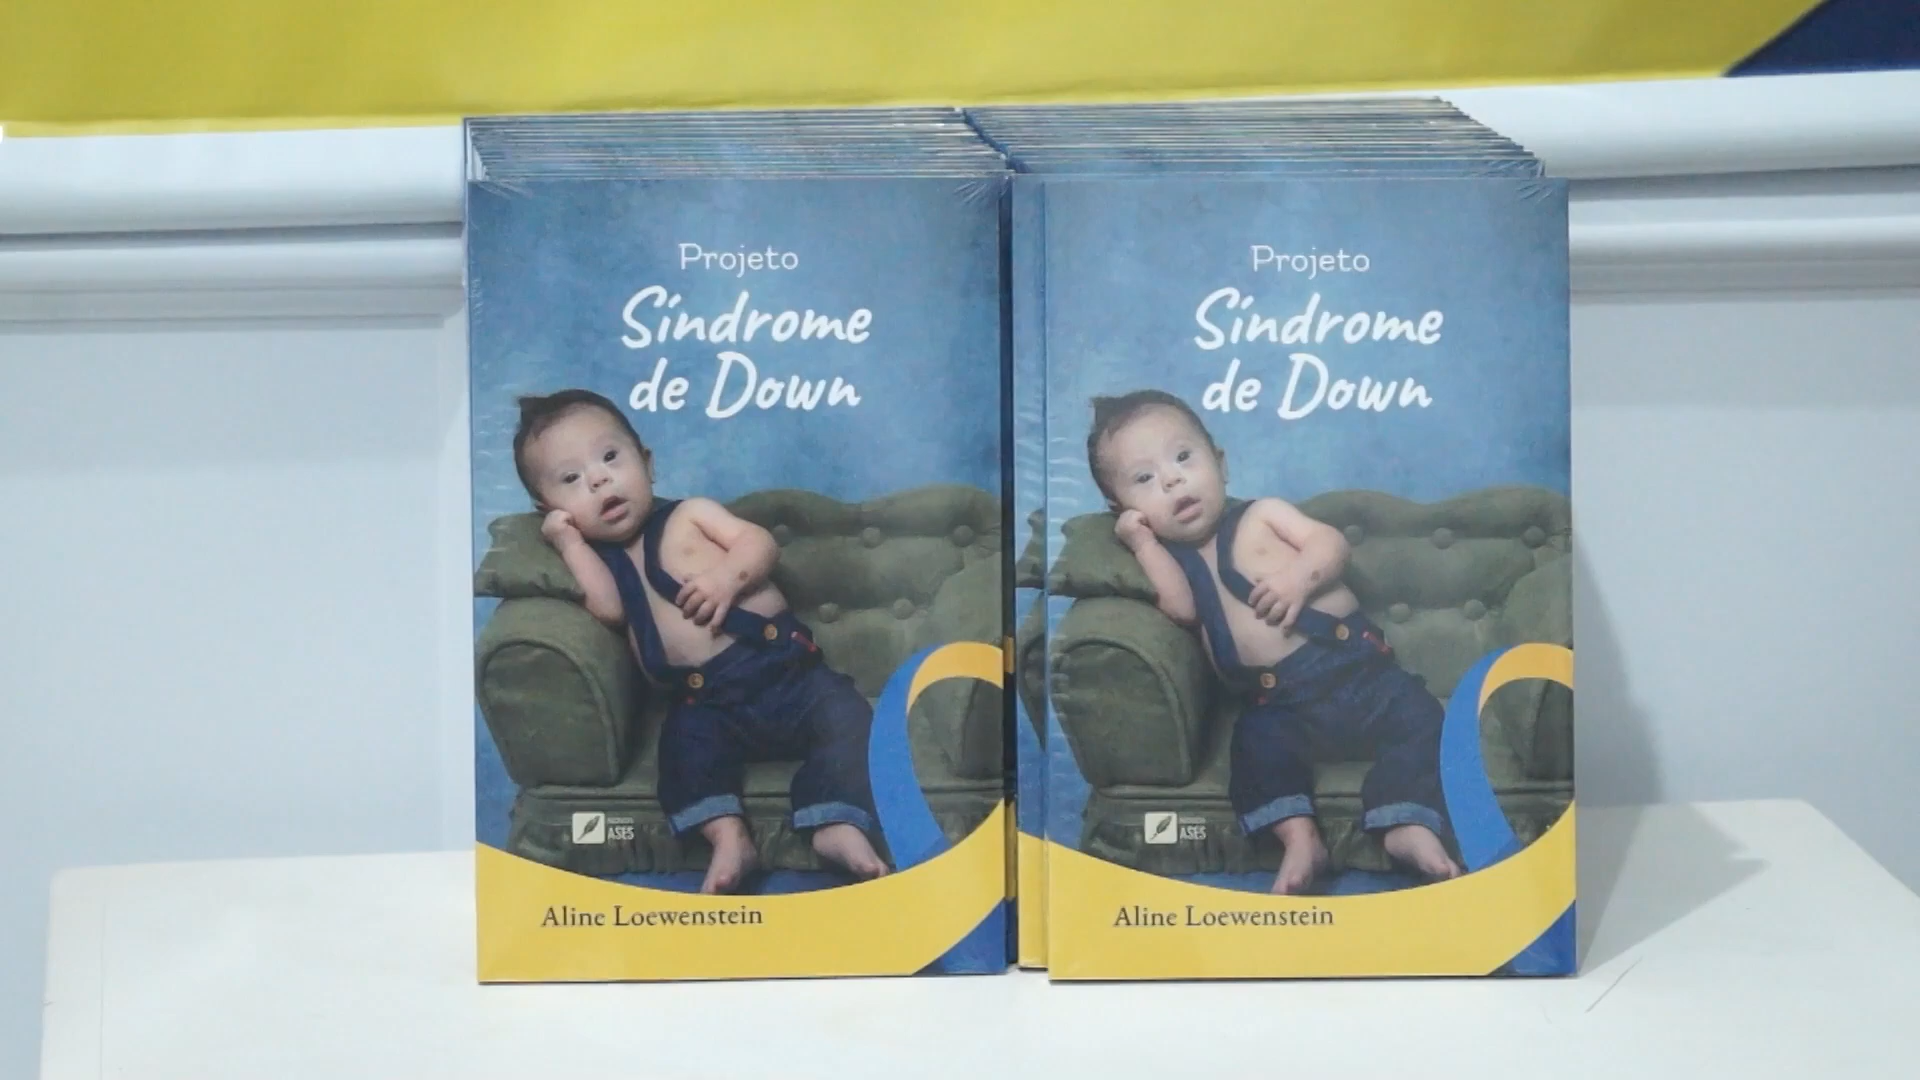 Projeto
Síndrome
de Down
ASES
Aline Loewenstein
Projeto
Síndrome
de Down
ASES
Aline Loewenstein